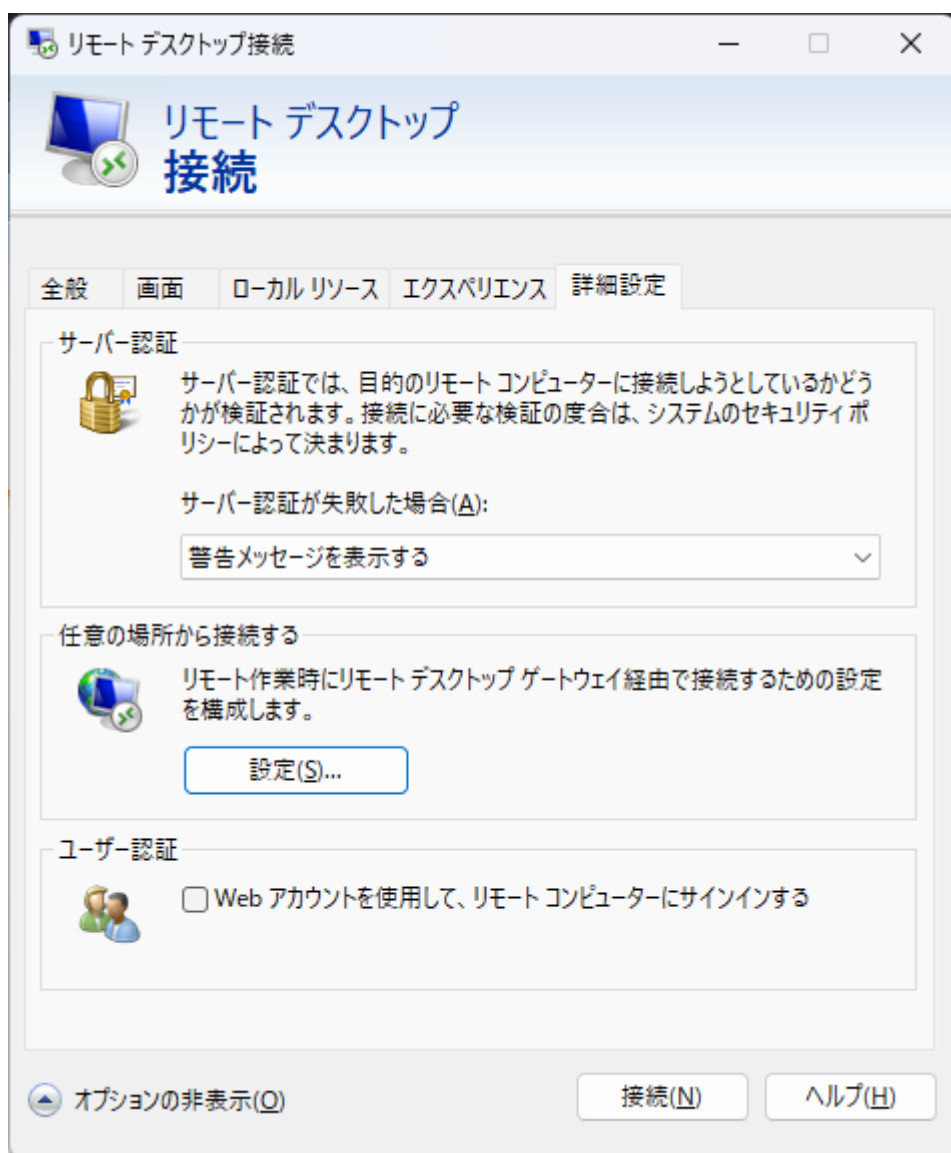 リモート デスクトップ接続
リモート デスクトップ
接続
全般 画面 ローカル リソース エクスペリエンス 詳細設定
サーバー認証
サーバー認証では、目的のリモート コンピューターに接続しようとしているかどう
かが検証されます。接続に必要な検証の度合は、システムのセキュリティ ポ
リシーによって決まります。
サーバー認証が失敗した場合(A):
警告メッセージを表示する
任意の場所から接続する
リモート作業時にリモート デスクトップ ゲートウェイ経由で接続するための設定
を構成します。
設定(S)...
ユーザー認証
Web アカウントを使用して、リモート コンピューターにサインインする
オプションの非表示(O) 接続(N) ヘルプ(H)